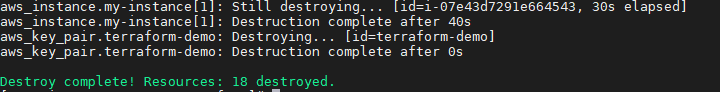 aws_instance.my-instance[1]: Still destroying... [id=i-07e43d7291e664543, 30s elapsed]
aws_instance.my-instance[1]: Destruction complete after 40s
aws_key_pair.terraform-demo: Destroying... [id=terraform-demo]
aws_key_pair.terraform-demo: Destruction complete after 0s
Destroy complete! Resources: 18 destroyed.